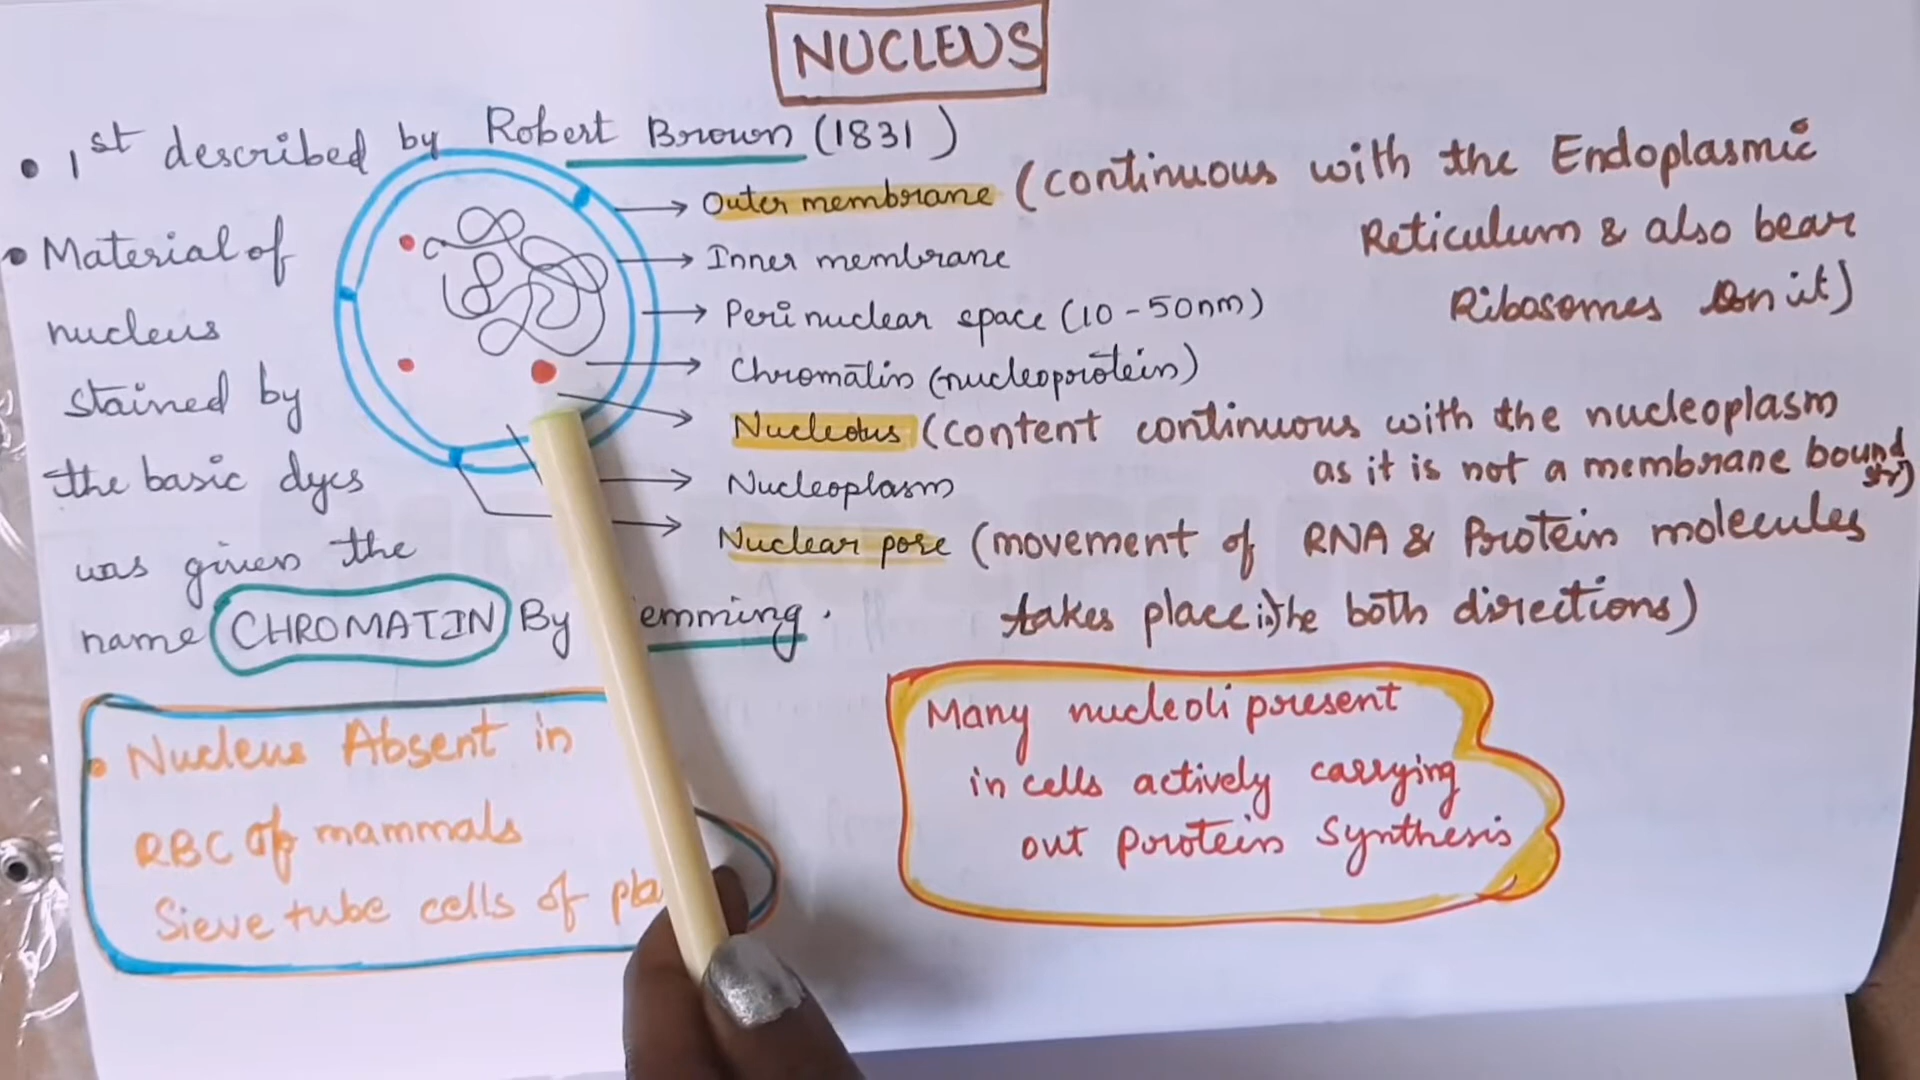 NUCLEUS
• 1st described by Robert Brown (1831)
• Material of
nucleus
stained by
the basic dyes
was given the
name CHROMATIN By emming.
Outer membrane (continuous with the Endoplasmic
Reticulum & also bear
Ribosomes on it)
Inner membrane
Perinuclear space (10-50nm)
Chromatin (nucleoprotein)
Nucleolus (content continuous with the nucleoplasm
as it is not a membrane bound
str)
Nucleoplasm
Nuclear pore (movement of RNA & Protein molecules
takes place in the both directions)
• Nucleus Absent in
RBC of mammals
Sieve tube cells of pla
Many nucleoli present
in cells actively carrying
out protein synthesis